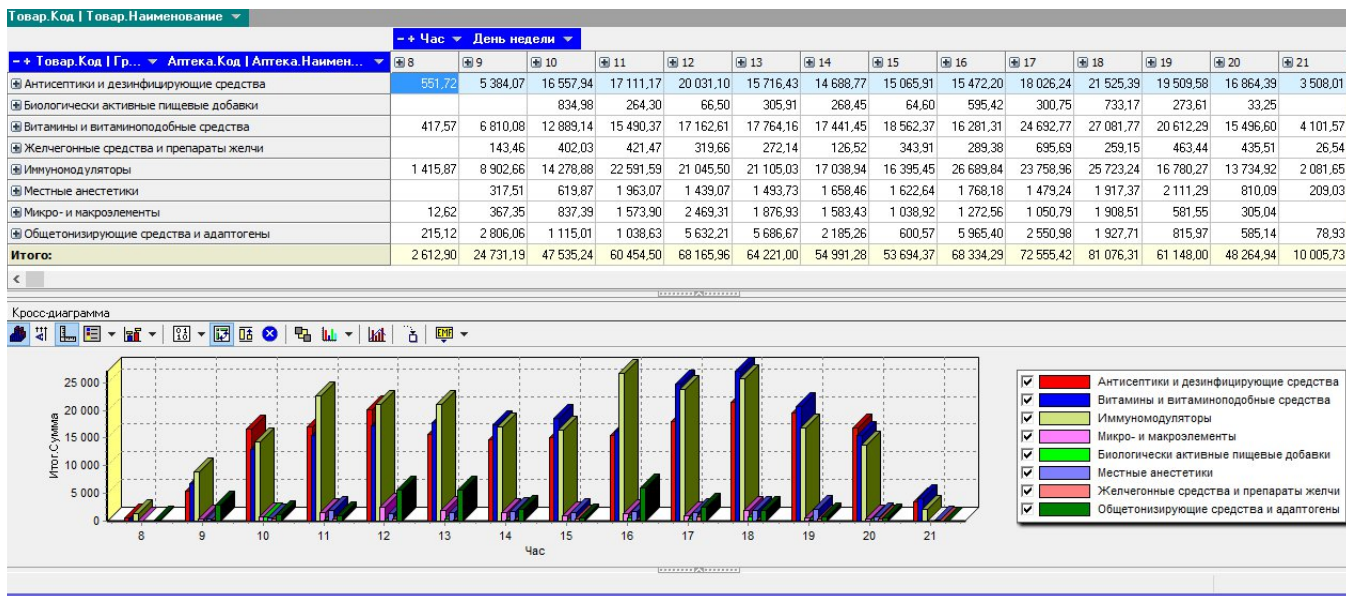 Товар.Код | Товар.Наименование
− + Час День недели
− + Товар.Код | Гр... Аптека.Код | Аптека.Наимен... 8 9 10 11 12 13 14 15 16 17 18 19 20 21
Антисептики и дезинфицирующие средства 551,72 5 384,07 16 557,94 17 111,17 20 031,10 15 716,43 14 688,77 15 065,91 15 472,20 18 026,24 21 525,39 19 509,58 16 864,39 3 508,01
Биологически активные пищевые добавки 834,98 264,30 66,50 305,91 268,45 64,60 595,42 300,75 733,17 273,61 33,25
Витамины и витаминоподобные средства 417,57 6 810,08 12 889,14 15 490,37 17 162,61 17 764,16 17 441,45 18 562,37 16 281,31 24 692,77 27 081,77 20 612,29 15 496,60 4 101,57
Желчегонные средства и препараты желчи 143,46 402,03 421,47 319,66 272,14 126,52 343,91 289,38 695,69 259,15 463,44 435,51 26,54
Иммуномодуляторы 1 415,87 8 902,66 14 278,88 22 591,59 21 045,50 21 105,03 17 038,94 16 395,45 26 689,84 23 758,96 25 723,24 16 780,27 13 734,92 2 081,65
Местные анестетики 317,51 619,87 1 963,07 1 439,07 1 493,73 1 658,46 1 622,64 1 768,18 1 479,24 1 917,37 2 111,29 810,09 209,03
Микро- и макроэлементы 12,62 367,35 837,39 1 573,90 2 469,31 1 876,93 1 583,43 1 038,92 1 272,56 1 050,79 1 908,51 581,55 305,04
Общетонизирующие средства и адаптогены 215,12 2 806,06 1 115,01 1 038,63 5 632,21 5 686,67 2 185,26 600,57 5 965,40 2 550,98 1 927,71 815,97 585,14 78,93
Итого: 2 612,90 24 731,19 47 535,24 60 454,50 68 165,96 64 221,00 54 991,28 53 694,37 68 334,29 72 555,42 81 076,31 61 148,00 48 264,94 10 005,73
Кросс-диаграмма
EMF
25 000
20 000
15 000
10 000
5 000
0
Итог.Сумма
8 9 10 11 12 13 14 15 16 17 18 19 20 21
Час
Антисептики и дезинфицирующие средства
Витамины и витаминоподобные средства
Иммуномодуляторы
Микро- и макроэлементы
Биологически активные пищевые добавки
Местные анестетики
Желчегонные средства и препараты желчи
Общетонизирующие средства и адаптогены